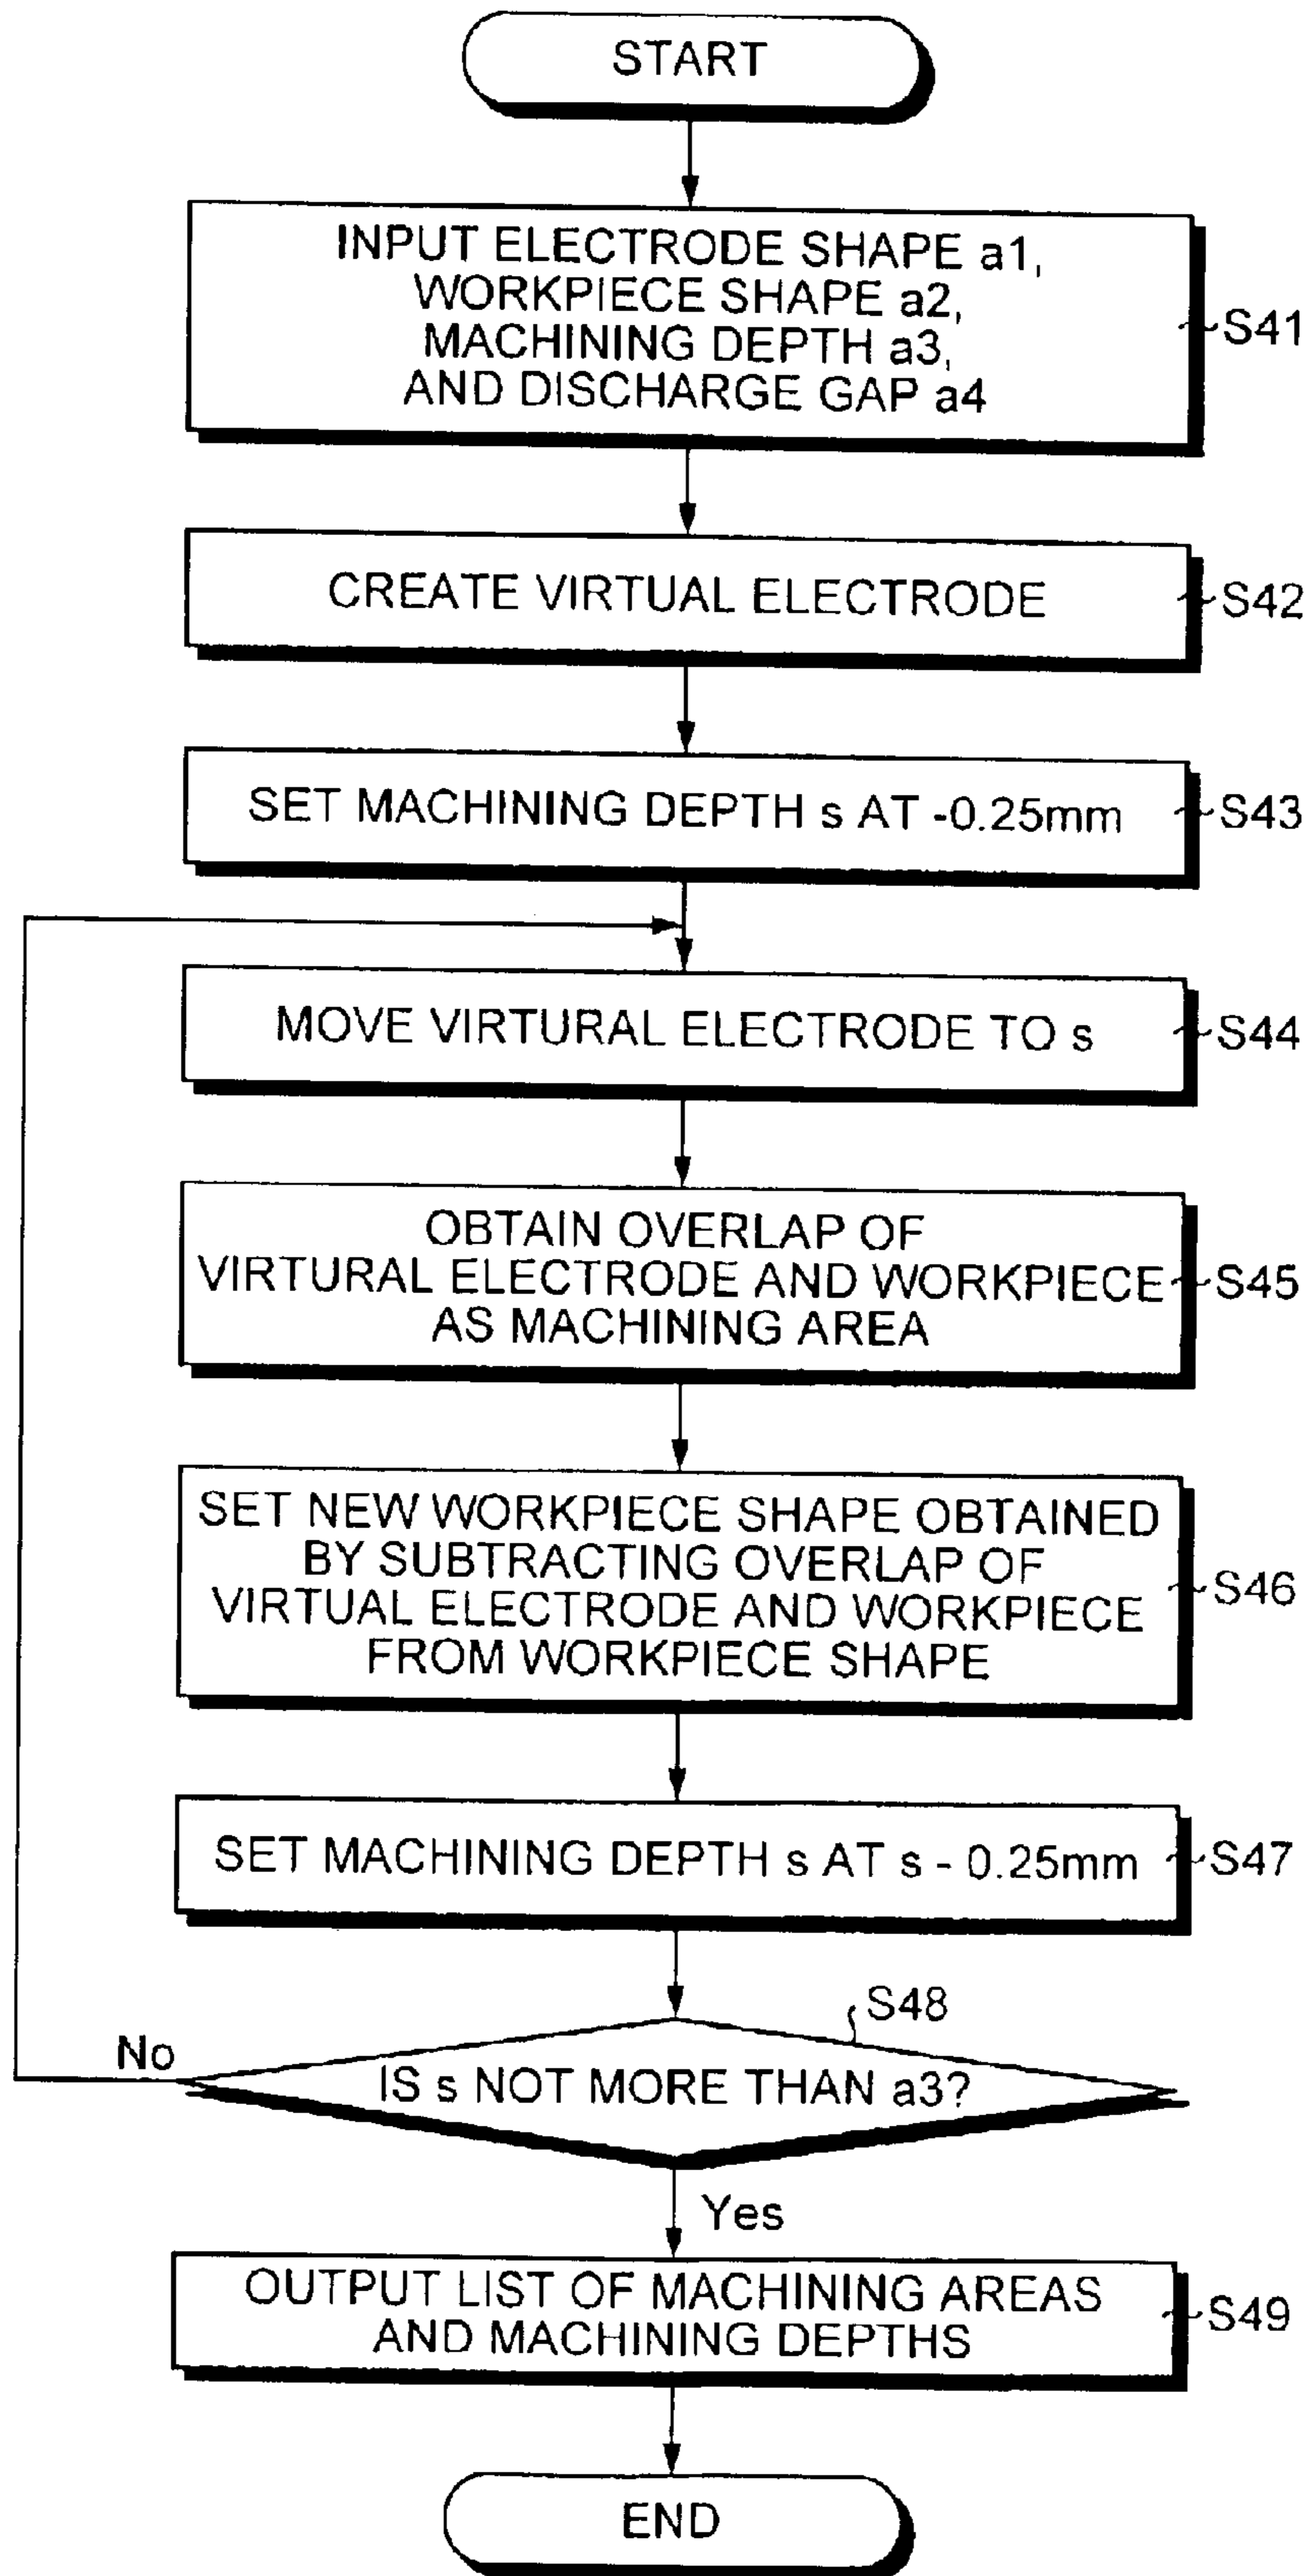 START
INPUT ELECTRODE SHAPE a1,
WORKPIECE SHAPE a2,
MACHINING DEPTH a3,
AND DISCHARGE GAP a4
S41
CREATE VIRTUAL ELECTRODE
S42
SET MACHINING DEPTH s AT -0.25mm
S43
MOVE VIRTURAL ELECTRODE TO s
S44
OBTAIN OVERLAP OF
VIRTURAL ELECTRODE AND WORKPIECE
AS MACHINING AREA
S45
SET NEW WORKPIECE SHAPE OBTAINED
BY SUBTRACTING OVERLAP OF
VIRTUAL ELECTRODE AND WORKPIECE
FROM WORKPIECE SHAPE
S46
SET MACHINING DEPTH s AT s - 0.25mm
S47
S48
No
IS s NOT MORE THAN a3?
Yes
OUTPUT LIST OF MACHINING AREAS
AND MACHINING DEPTHS
S49
END